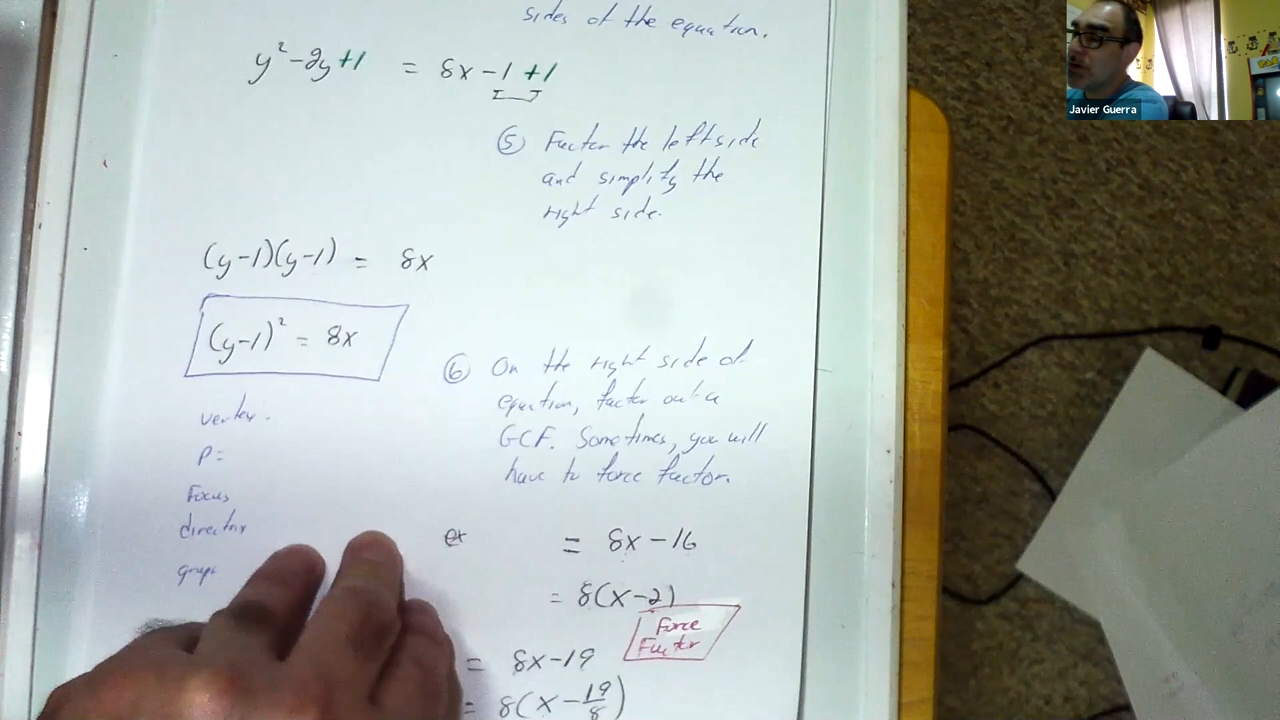 sides of the equation.
y² - 2y + 1 = 8x - 1 + 1
⑤ Factor the left side
and simplify the
right side.
(y-1)(y-1) = 8x
(y-1)² = 8x
⑥ On the right side of
equation, factor out a
GCF. Sometimes, you will
have to force factor.
vertex.
P=
Focus
directrix
grap
ex = 8x - 16
= 8(x-2)
Force
Factor
= 8x - 19
= 8(x - 19/8)
Javier Guerra